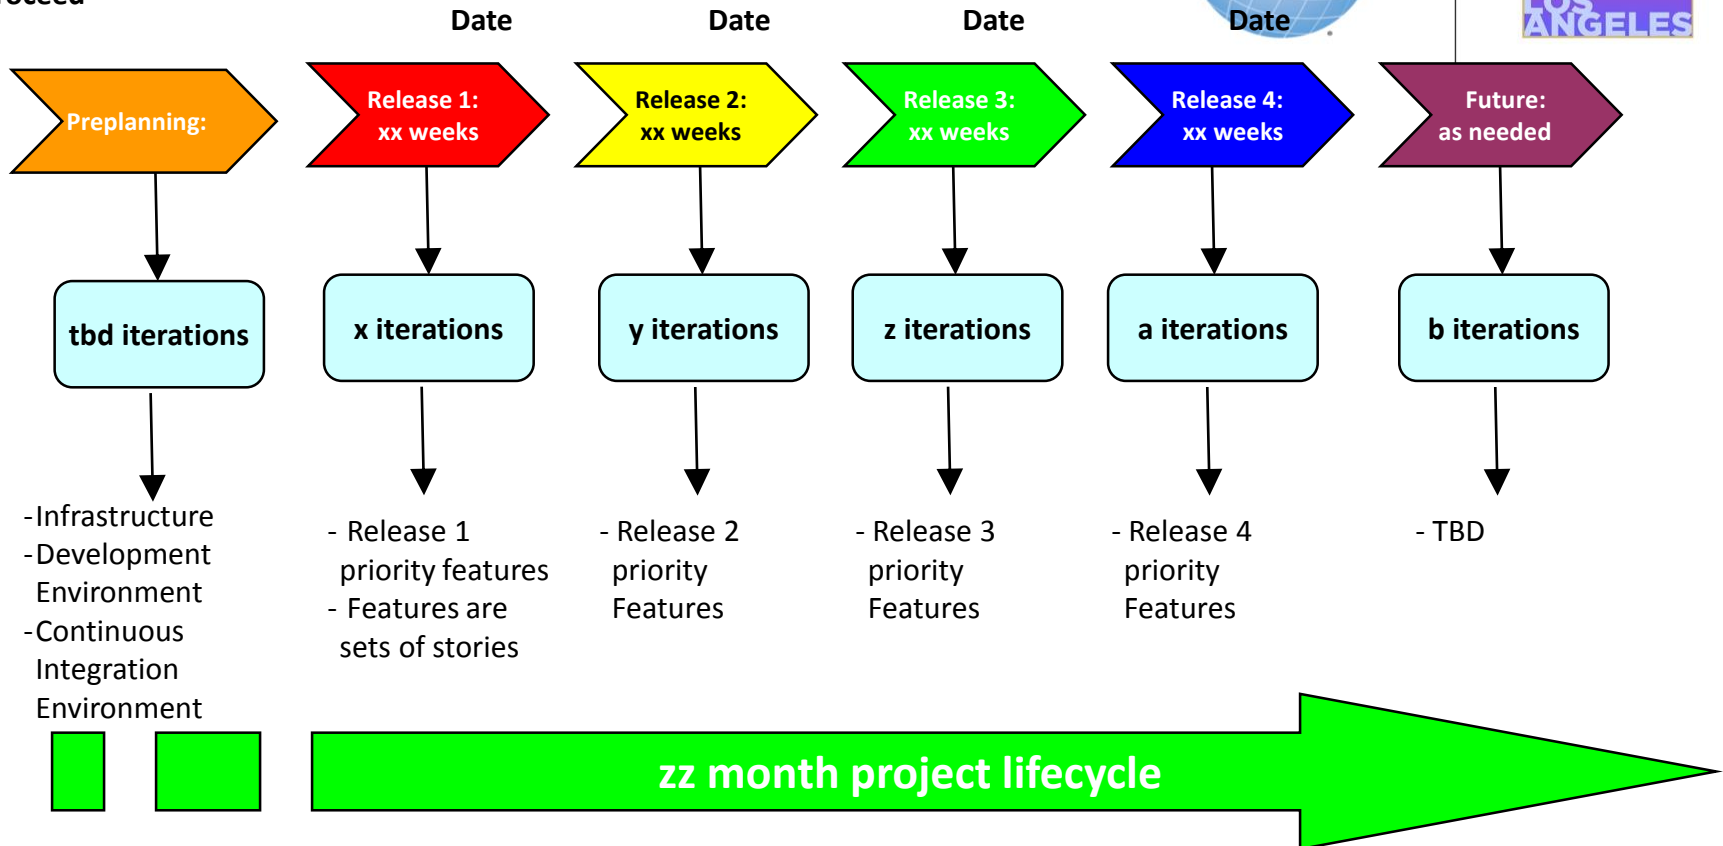 Date Date Date Date
LOS
ANGELES
Preplanning:
Release 1:
xx weeks
Release 2:
xx weeks
Release 3:
xx weeks
Release 4:
xx weeks
Future:
as needed
tbd iterations
x iterations
y iterations
z iterations
a iterations
b iterations
-Infrastructure
-Development
Environment
-Continuous
Integration
Environment
- Release 1
priority features
- Features are
sets of stories
- Release 2
priority
Features
- Release 3
priority
Features
- Release 4
priority
Features
- TBD
zz month project lifecycle